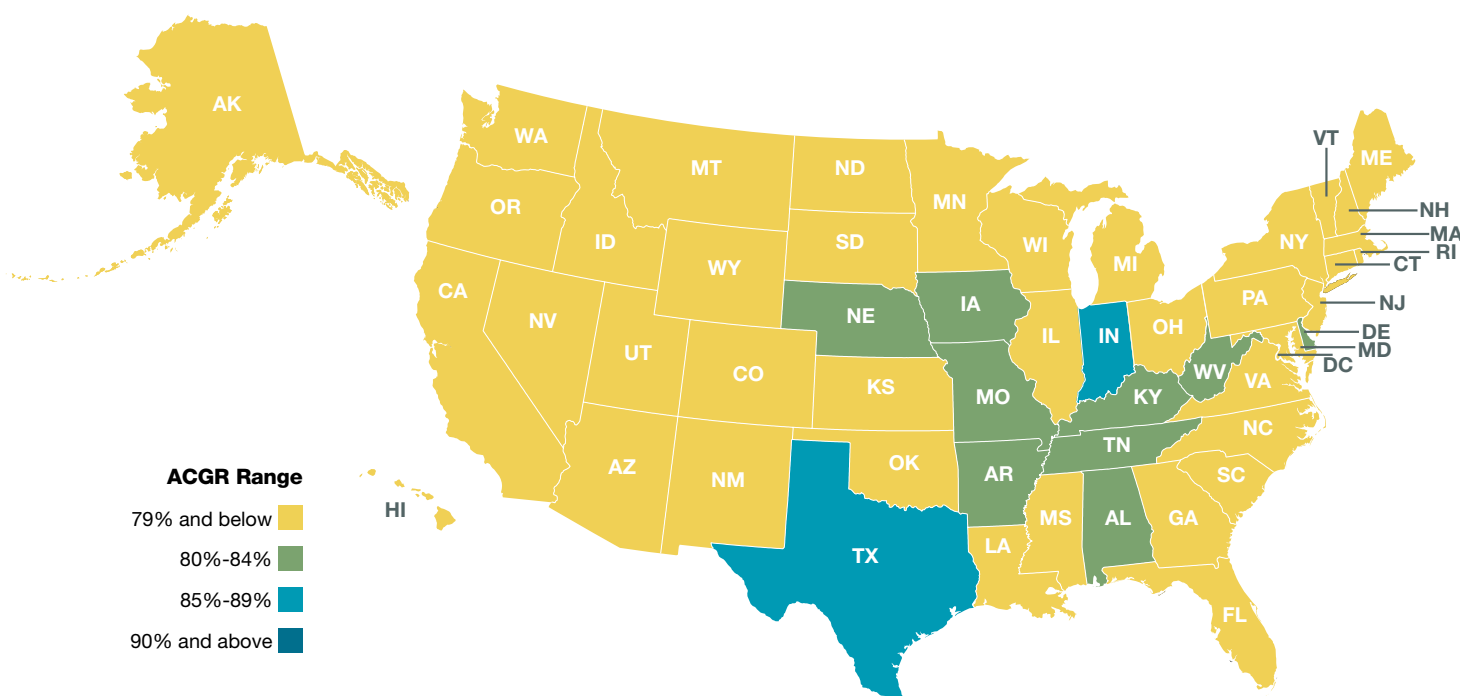 AK
WA
MT
ND
MN
VT
ME
OR
ID
WY
SD
WI
MI
NY
NH
MA
RI
CT
CA
NV
UT
CO
NE
IA
IL
IN
OH
PA
NJ
DE
MD
DC
KS
MO
KY
WV
VA
AZ
NM
OK
AR
TN
NC
SC
TX
LA
MS
AL
GA
FL
HI
ACGR Range
79% and below
80%-84%
85%-89%
90% and above